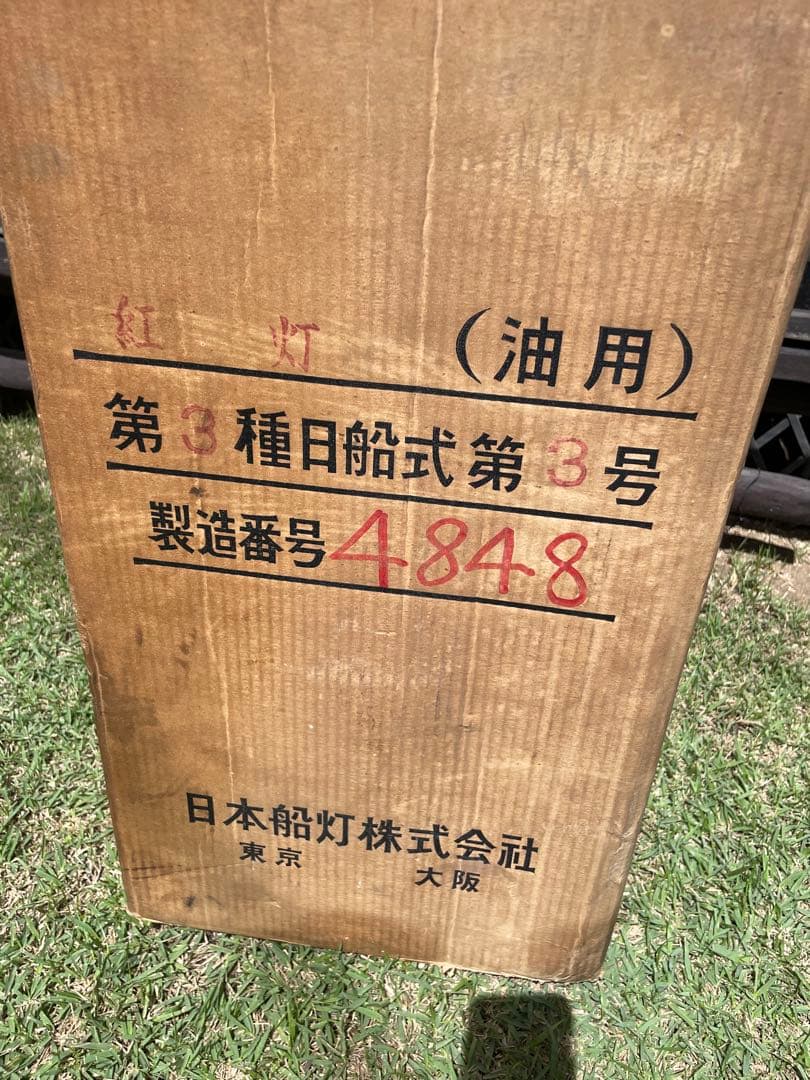 紅 灯 (油用)
第3種日船式第3号
製造番号4848
日本船灯株式会社
東京 大阪